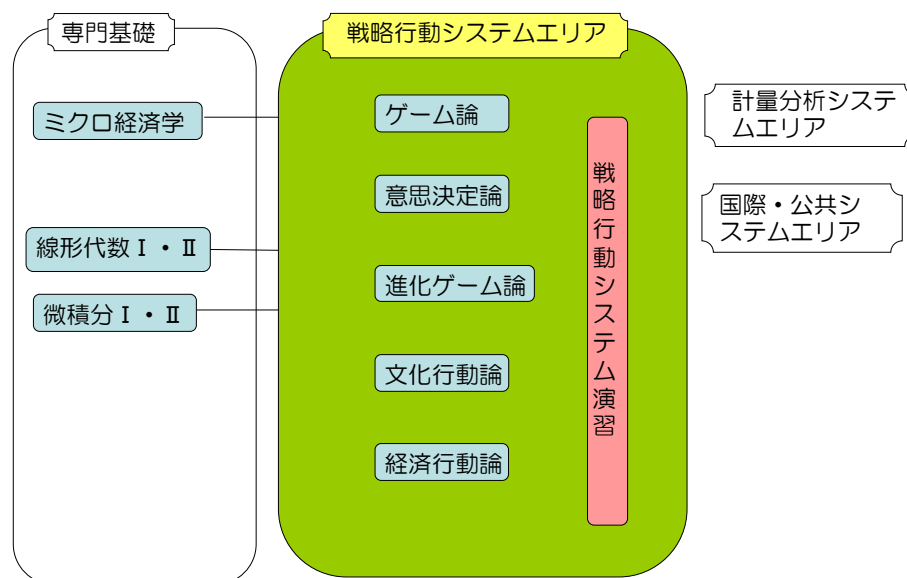 専門基礎
ミクロ経済学
線形代数Ⅰ・Ⅱ
微積分Ⅰ・Ⅱ
戦略行動システムエリア
ゲーム論
意思決定論
進化ゲーム論
文化行動論
経済行動論
戦略行動システム演習
計量分析システ
ムエリア
国際・公共シ
ステムエリア